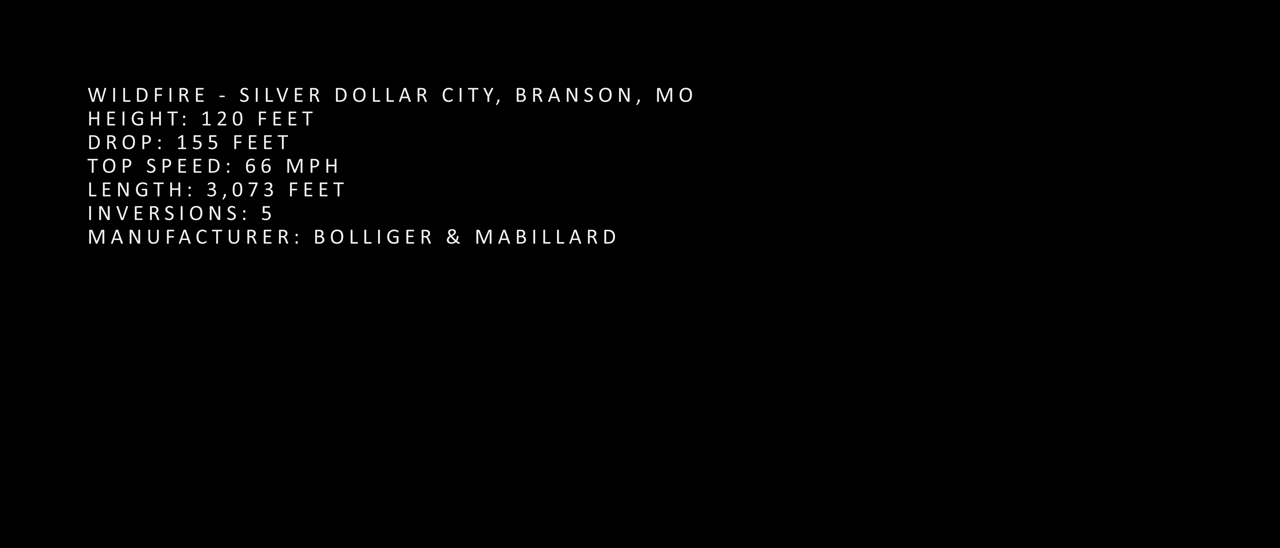 WILDFIRE - SILVER DOLLAR CITY, BRANSON, MO
HEIGHT: 120 FEET
DROP: 155 FEET
TOP SPEED: 66 MPH
LENGTH: 3,073 FEET
INVERSIONS: 5
MANUFACTURER: BOLLIGER & MABILLARD